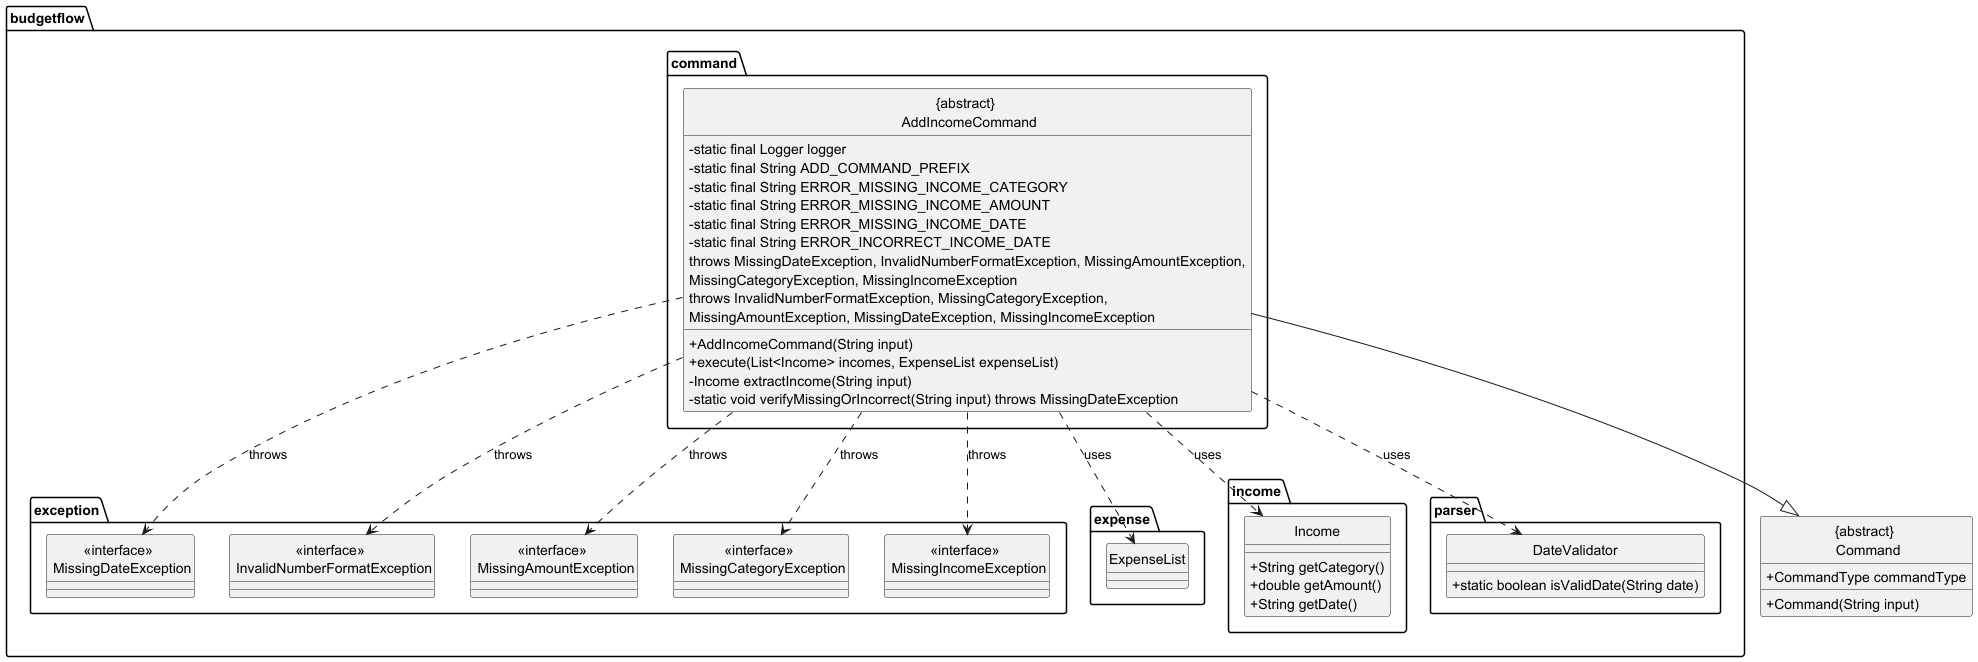 budgetflow
command
{abstract}
AddIncomeCommand
-static final Logger logger
-static final String ADD_COMMAND_PREFIX
-static final String ERROR_MISSING_INCOME_CATEGORY
-static final String ERROR_MISSING_INCOME_AMOUNT
-static final String ERROR_MISSING_INCOME_DATE
-static final String ERROR_INCORRECT_INCOME_DATE
throws MissingDateException, InvalidNumberFormatException, MissingAmountException,
MissingCategoryException, MissingIncomeException
throws InvalidNumberFormatException, MissingCategoryException,
MissingAmountException, MissingDateException, MissingIncomeException
+AddIncomeCommand(String input)
+execute(List<Income> incomes, ExpenseList expenseList)
-Income extractIncome(String input)
-static void verifyMissingOrIncorrect(String input) throws MissingDateException
throws
throws
throws
throws
throws
uses
uses
uses
exception
«interface»
MissingDateException
«interface»
InvalidNumberFormatException
«interface»
MissingAmountException
«interface»
MissingCategoryException
«interface»
MissingIncomeException
expense
ExpenseList
income
Income
+String getCategory()
+double getAmount()
+String getDate()
parser
DateValidator
+static boolean isValidDate(String date)
{abstract}
Command
+CommandType commandType
+Command(String input)